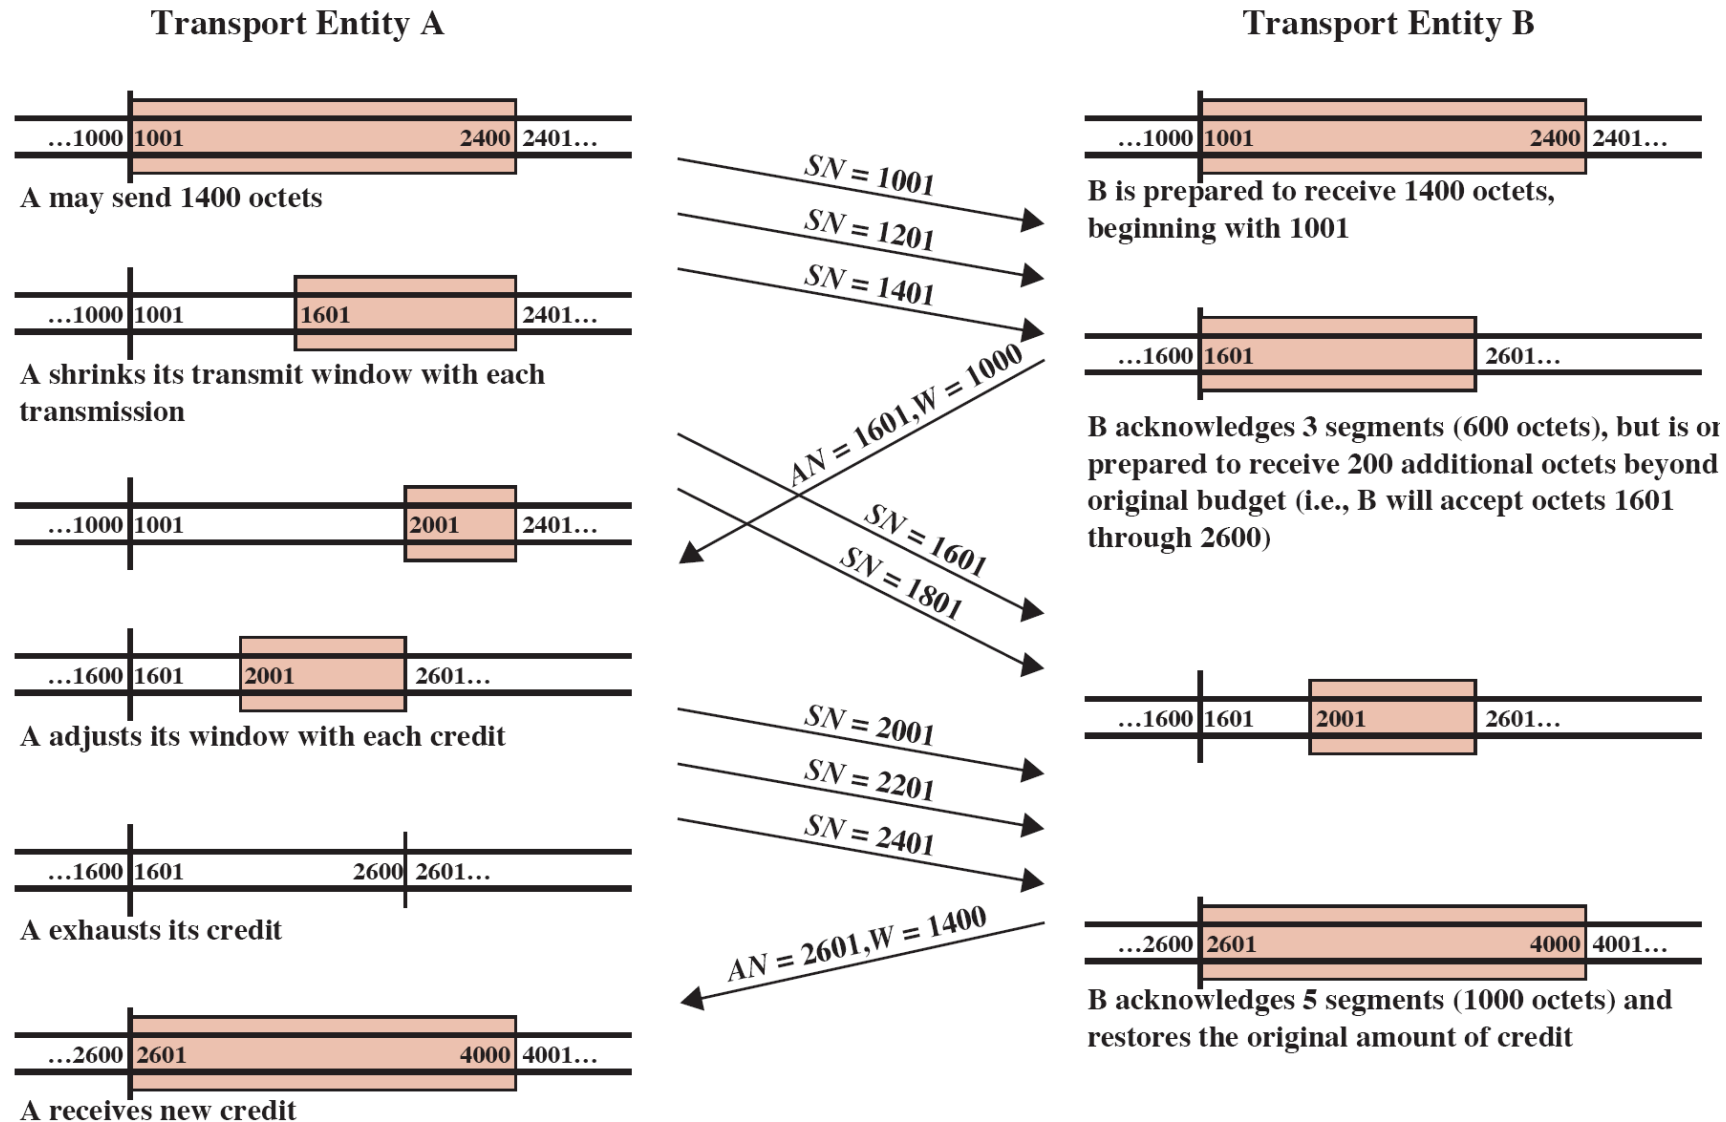 Transport Entity A
Transport Entity B
…1000 1001 2400 2401…
A may send 1400 octets
…1000 1001 1601 2401…
A shrinks its transmit window with each
transmission
…1000 1001 2001 2401…
…1600 1601 2001 2601…
A adjusts its window with each credit
…1600 1601 2600 2601…
A exhausts its credit
…2600 2601 4000 4001…
A receives new credit
SN = 1001
SN = 1201
SN = 1401
AN = 1601,W = 1000
SN = 1601
SN = 1801
SN = 2001
SN = 2201
SN = 2401
AN = 2601,W = 1400
…1000 1001 2400 2401…
B is prepared to receive 1400 octets,
beginning with 1001
…1600 1601 2601…
B acknowledges 3 segments (600 octets), but is
prepared to receive 200 additional octets beyond
original budget (i.e., B will accept octets 1601
through 2600)
…1600 1601 2001 2601…
…2600 2601 4000 4001…
B acknowledges 5 segments (1000 octets) and
restores the original amount of credit